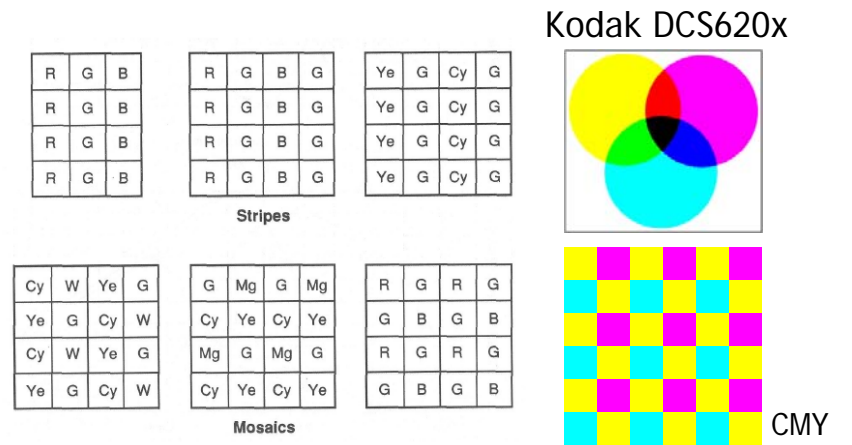 Kodak DCS620x
R G B
R G B
R G B
R G B
R G B G
R G B G
R G B G
R G B G
Ye G Cy G
Ye G Cy G
Ye G Cy G
Ye G Cy G
Stripes
Cy W Ye G
Ye G Cy W
Cy W Ye G
Ye G Cy W
G Mg G Mg
Cy Ye Cy Ye
Mg G Mg G
Cy Ye Cy Ye
R G R G
G B G B
R G R G
G B G B
Mosaics
CMY